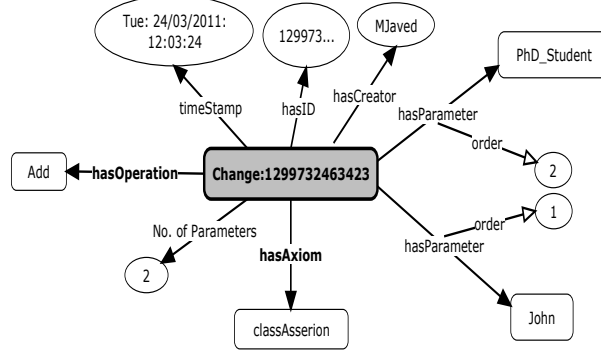 Tue: 24/03/2011:
12:03:24
129973...
MJaved
PhD_Student
timeStamp
hasID
hasCreator
hasParameter
order
2
Add
hasOperation
Change:1299732463423
1
order
hasParameter
No. of Parameters
2
hasAxiom
classAsserion
John